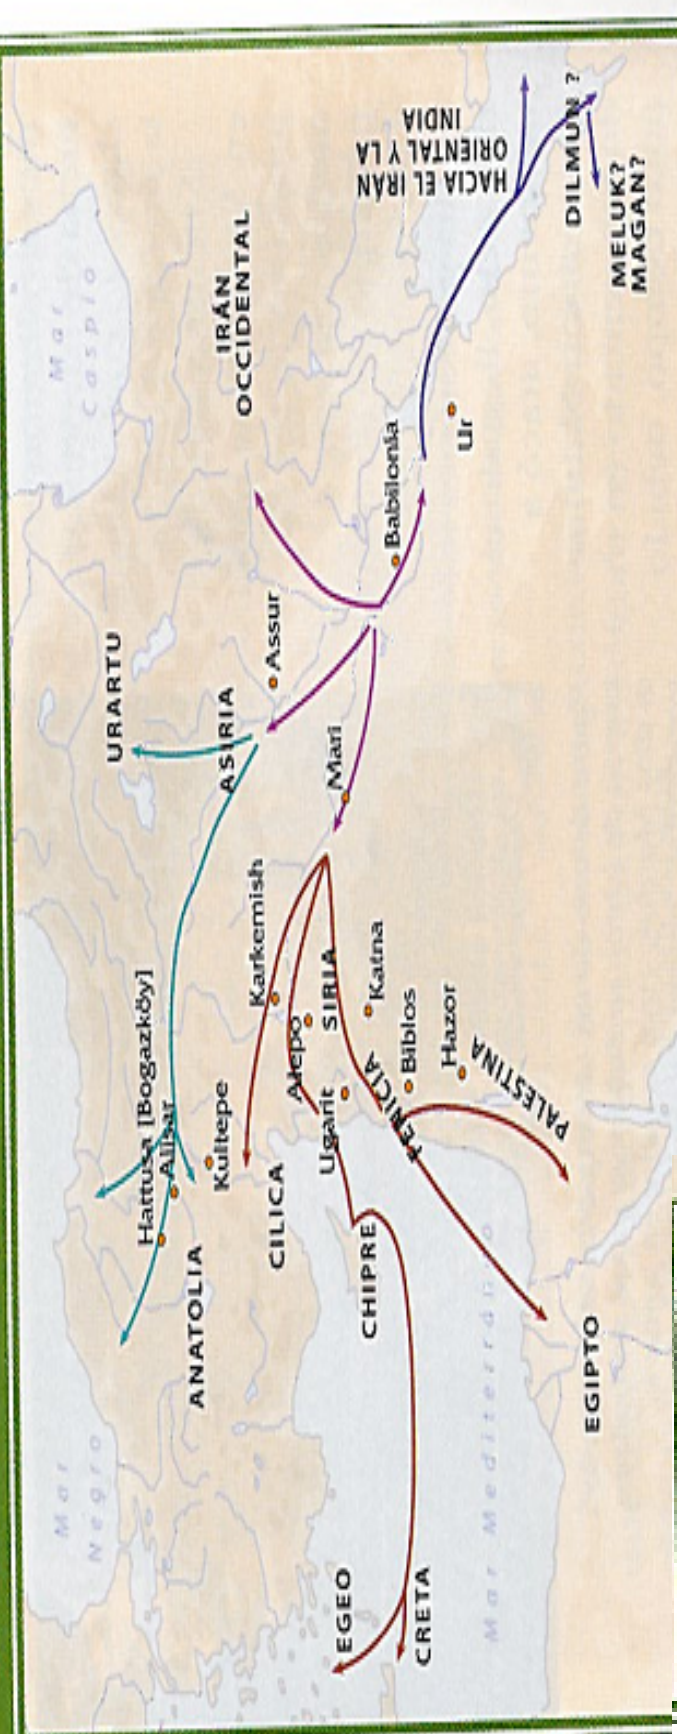 Mar
Negro
Mar
Caspio
Hattusa [Bogazköy]
Alisar
URARTU
ANATOLIA
Kultepe
ASIRIA
Assur
IRÁN
OCCIDENTAL
CILICA
Karkemish
Alepo
Ugarit
SIRIA
Mari
EGEO
CHIPRE
Katna
Babilonia
HACIA EL IRÁN
ORIENTAL Y LA
INDIA
CRETA
FENICIA
Biblos
Hazor
Ur
Mar Mediterráno
PALESTINA
DILMUN ?
EGIPTO
MELUK?
MAGAN?